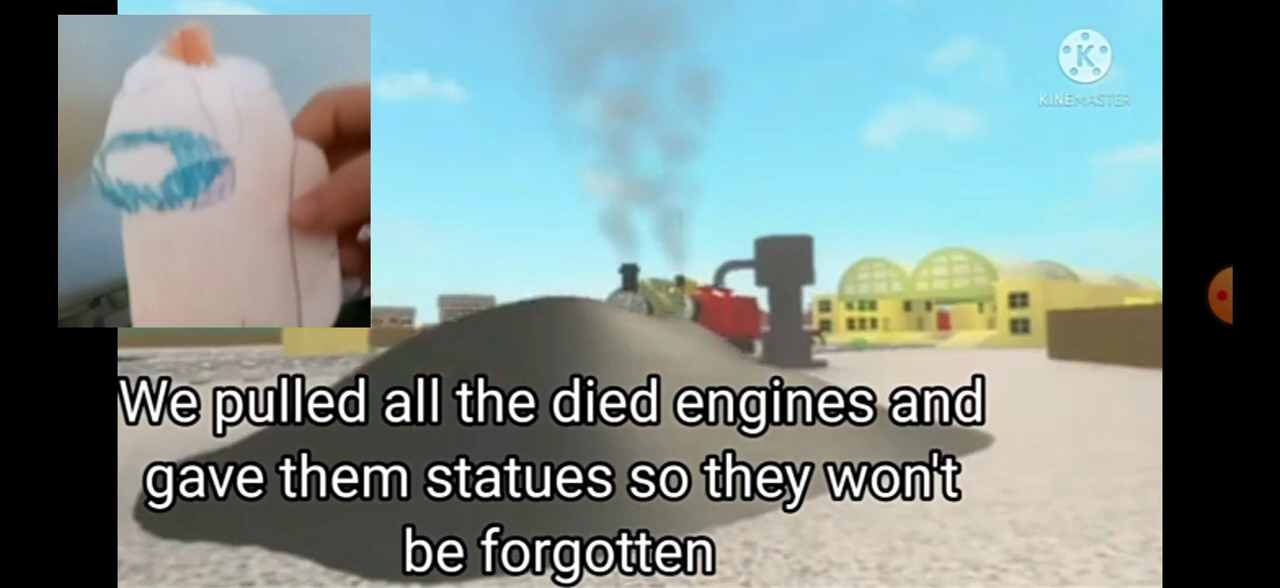 KINEMASTER
We pulled all the died engines and
gave them statues so they won't
be forgotten